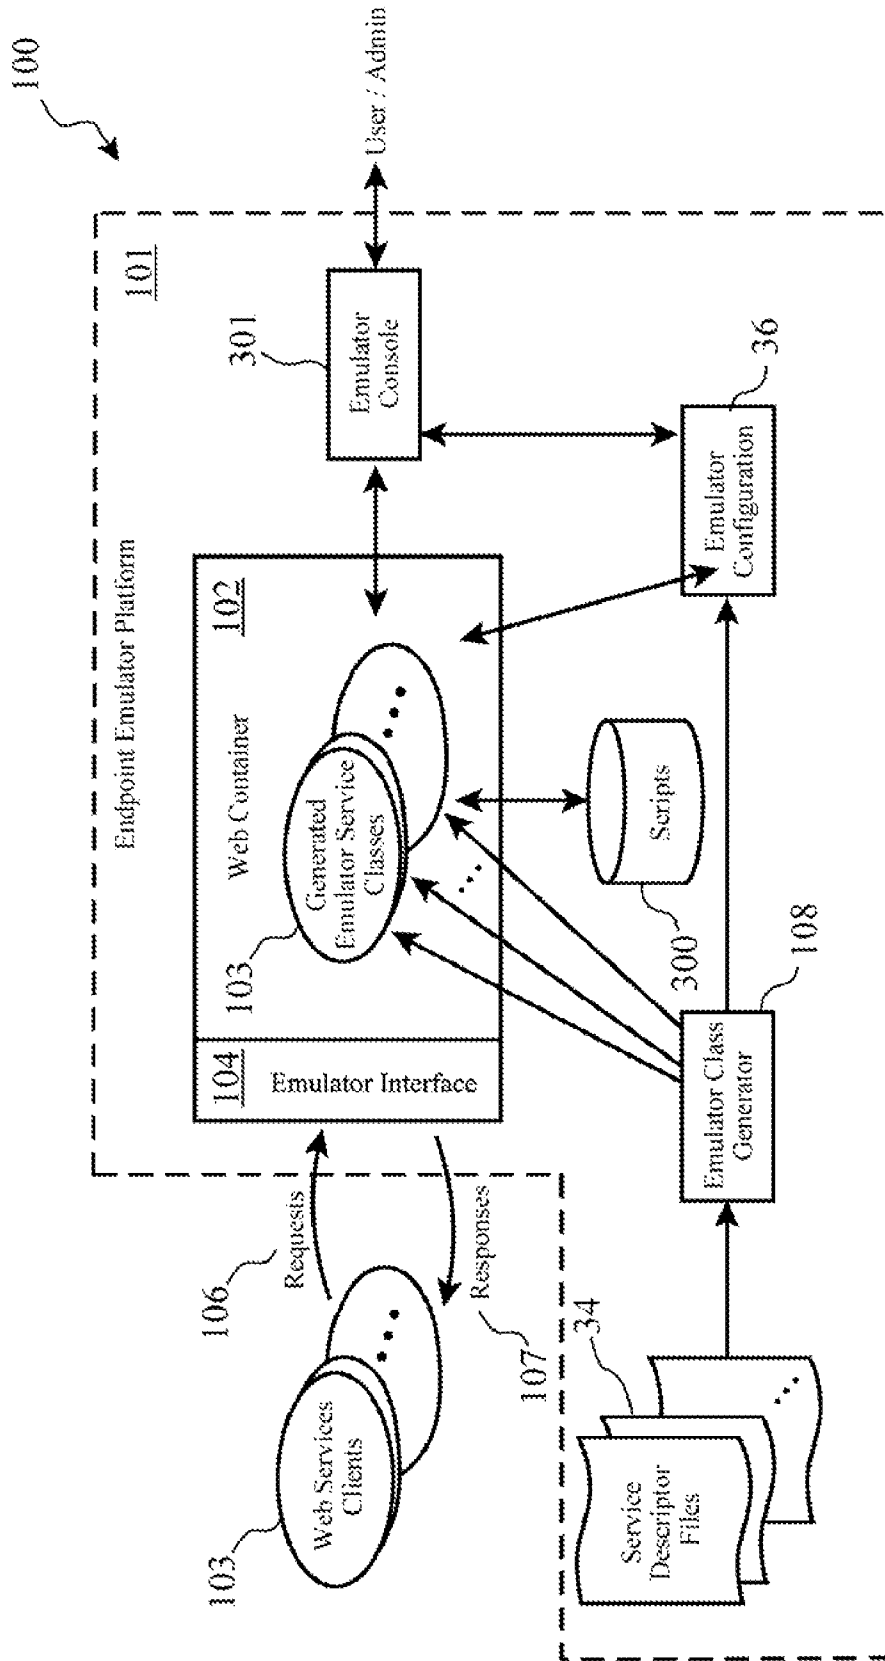 100
Endpoint Emulator Platform
101
103
Web Services
Clients
106
Requests
Responses
107
104
Emulator Interface
Web Container
102
103
Generated
Emulator Service
Classes
301
Emulator
Console
User / Admin
34
Service
Descriptor
Files
Emulator Class
Generator
108
300
Scripts
Emulator
Configuration
36